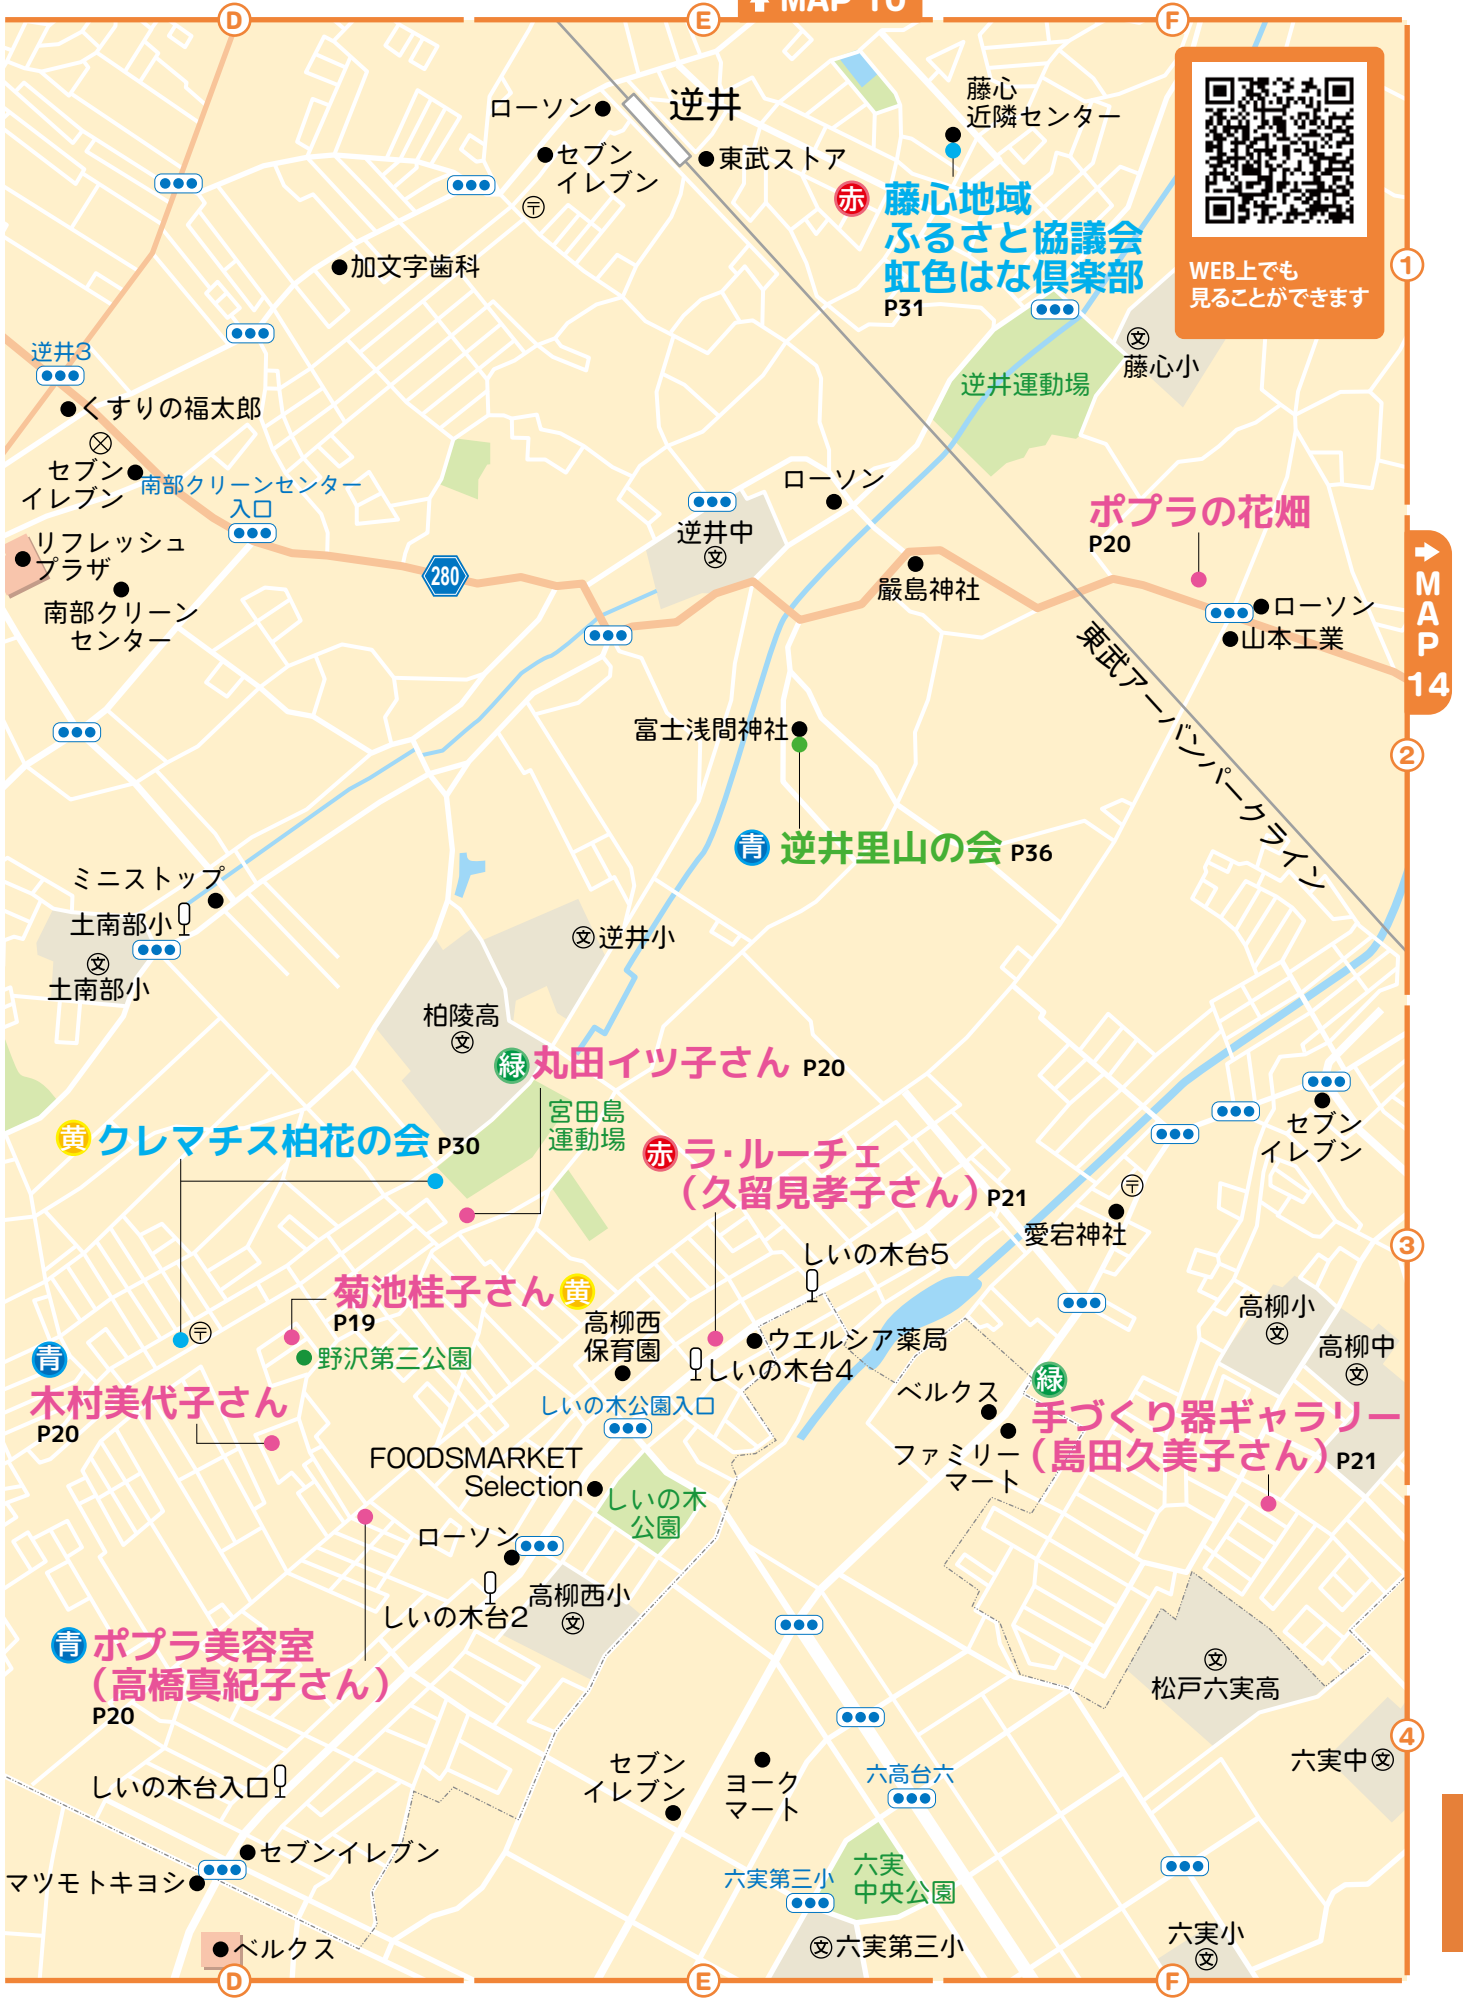 MAP 10
D
E
F
ローソン
逆井
藤心
近隣センター
セブン
イレブン
東武ストア
〒
赤
藤心地域
ふるさと協議会
虹色はな倶楽部
P31
WEB上でも
見ることができます
1
加文字歯科
逆井3
文
藤心小
逆井運動場
くすりの福太郎
セブン
イレブン
南部クリーンセンター
入口
ローソン
逆井中
文
ポプラの花畑
P20
リフレッシュ
プラザ
280
南部クリーン
センター
嚴島神社
ローソン
山本工業
MAP
14
東武アーバンパークライン
富士浅間神社
2
青 逆井里山の会 P36
ミニストップ
土南部小
文
土南部小
文 逆井小
柏陵高
文
緑 丸田イツ子さん P20
宮田島
運動場
黄 クレマチス柏花の会 P30
赤 ラ・ルーチェ
(久留見孝子さん) P21
セブン
イレブン
〒
愛宕神社
しいの木台5
3
菊池桂子さん 黄
P19
高柳西
保育園
高柳小
文
高柳中
文
〒
野沢第三公園
ウエルシア薬局
しいの木台4
青
木村美代子さん
P20
しいの木公園入口
ベルクス
緑
手づくり器ギャラリー
(島田久美子さん) P21
ファミリー
マート
FOODSMARKET
Selection
しいの木
公園
ローソン
しいの木台2
高柳西小
文
青 ポプラ美容室
(高橋真紀子さん)
P20
文
松戸六実高
4
セブン
イレブン
ヨーク
マート
六高台六
六実中 文
しいの木台入口
セブンイレブン
マツモトキヨシ
六実第三小
六実
中央公園
文 六実第三小
六実小
文
ベルクス
D
E
F